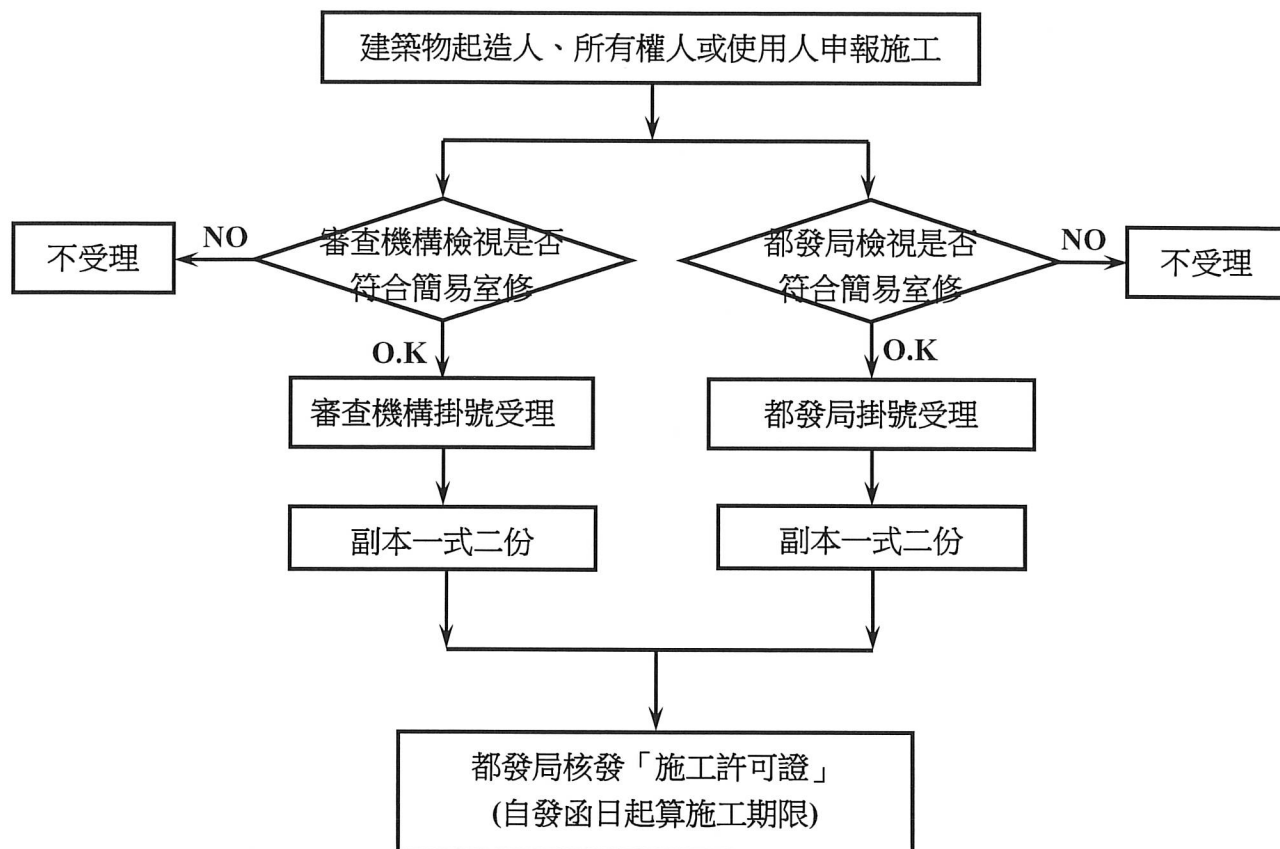 建築物起造人、所有權人或使用人申報施工
不受理
NO
審查機構檢視是否
符合簡易室修
都發局檢視是否
符合簡易室修
NO
不受理
O.K
O.K
審查機構掛號受理
都發局掛號受理
副本一式二份
副本一式二份
都發局核發「施工許可證」
(自發函日起算施工期限)